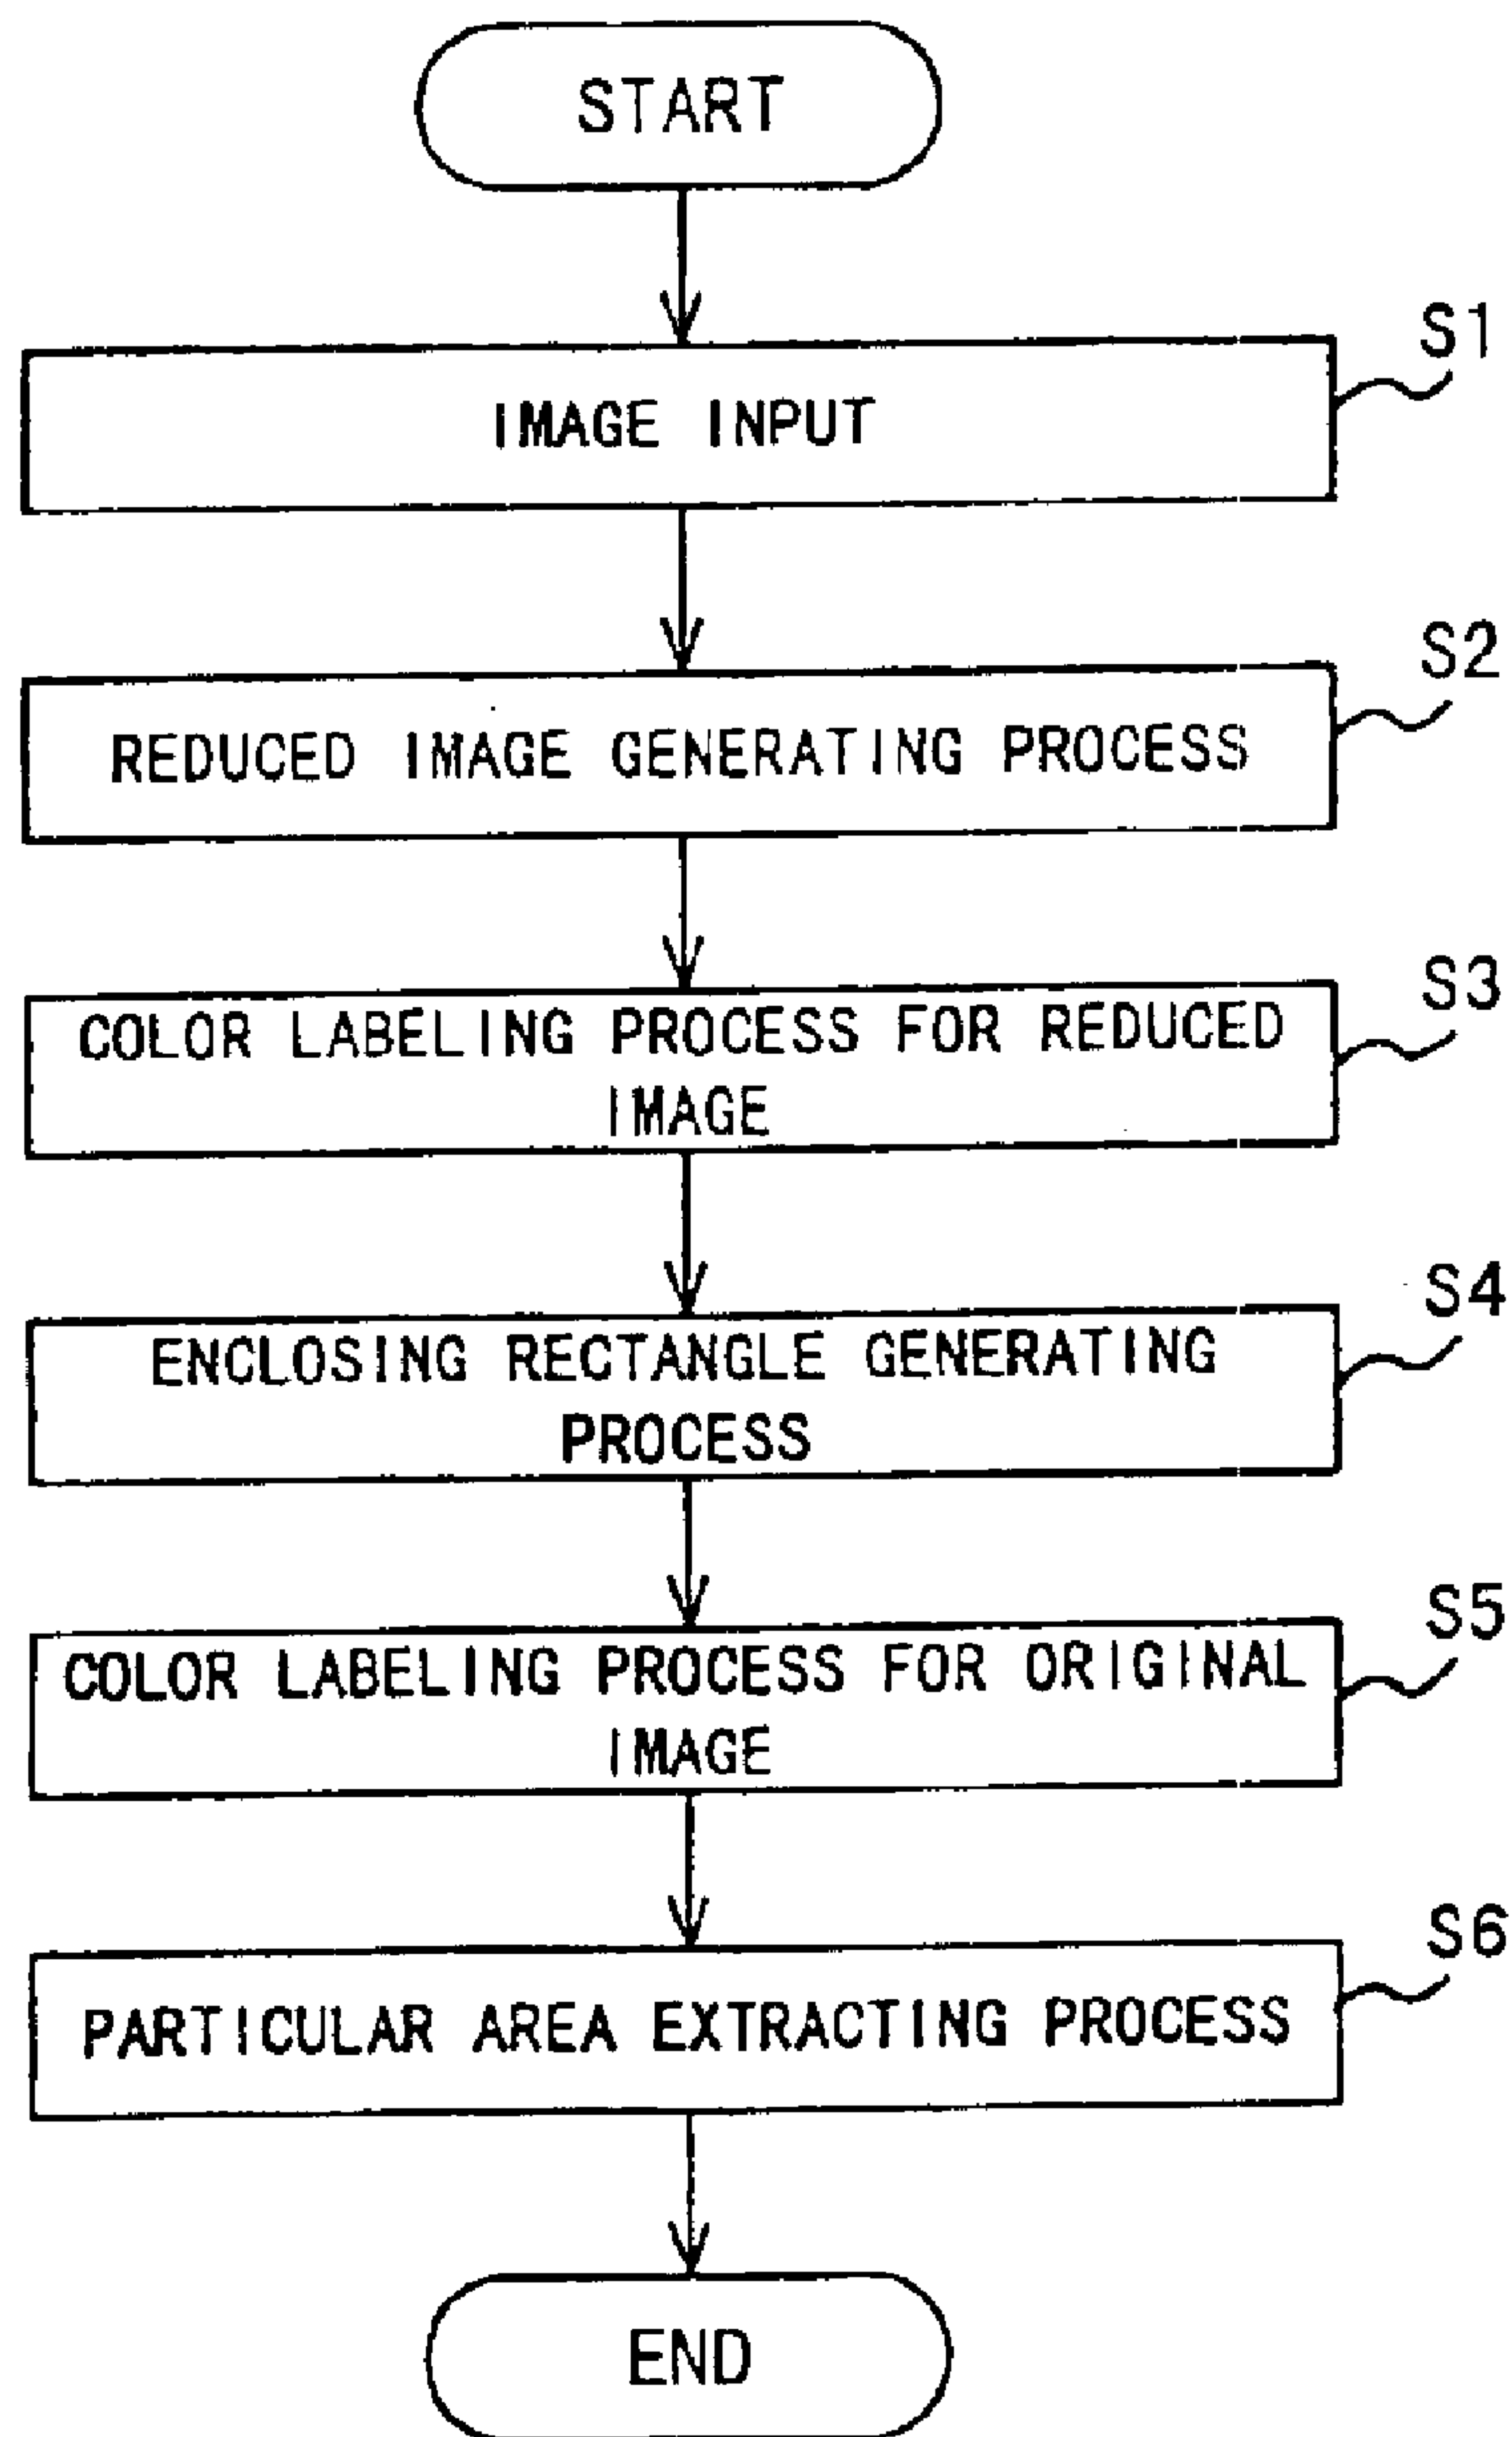 START
S1
IMAGE INPUT
S2
REDUCED IMAGE GENERATING PROCESS
S3
COLOR LABELING PROCESS FOR REDUCED
IMAGE
S4
ENCLOSING RECTANGLE GENERATING
PROCESS
S5
COLOR LABELING PROCESS FOR ORIGINAL
IMAGE
S6
PARTICULAR AREA EXTRACTING PROCESS
END